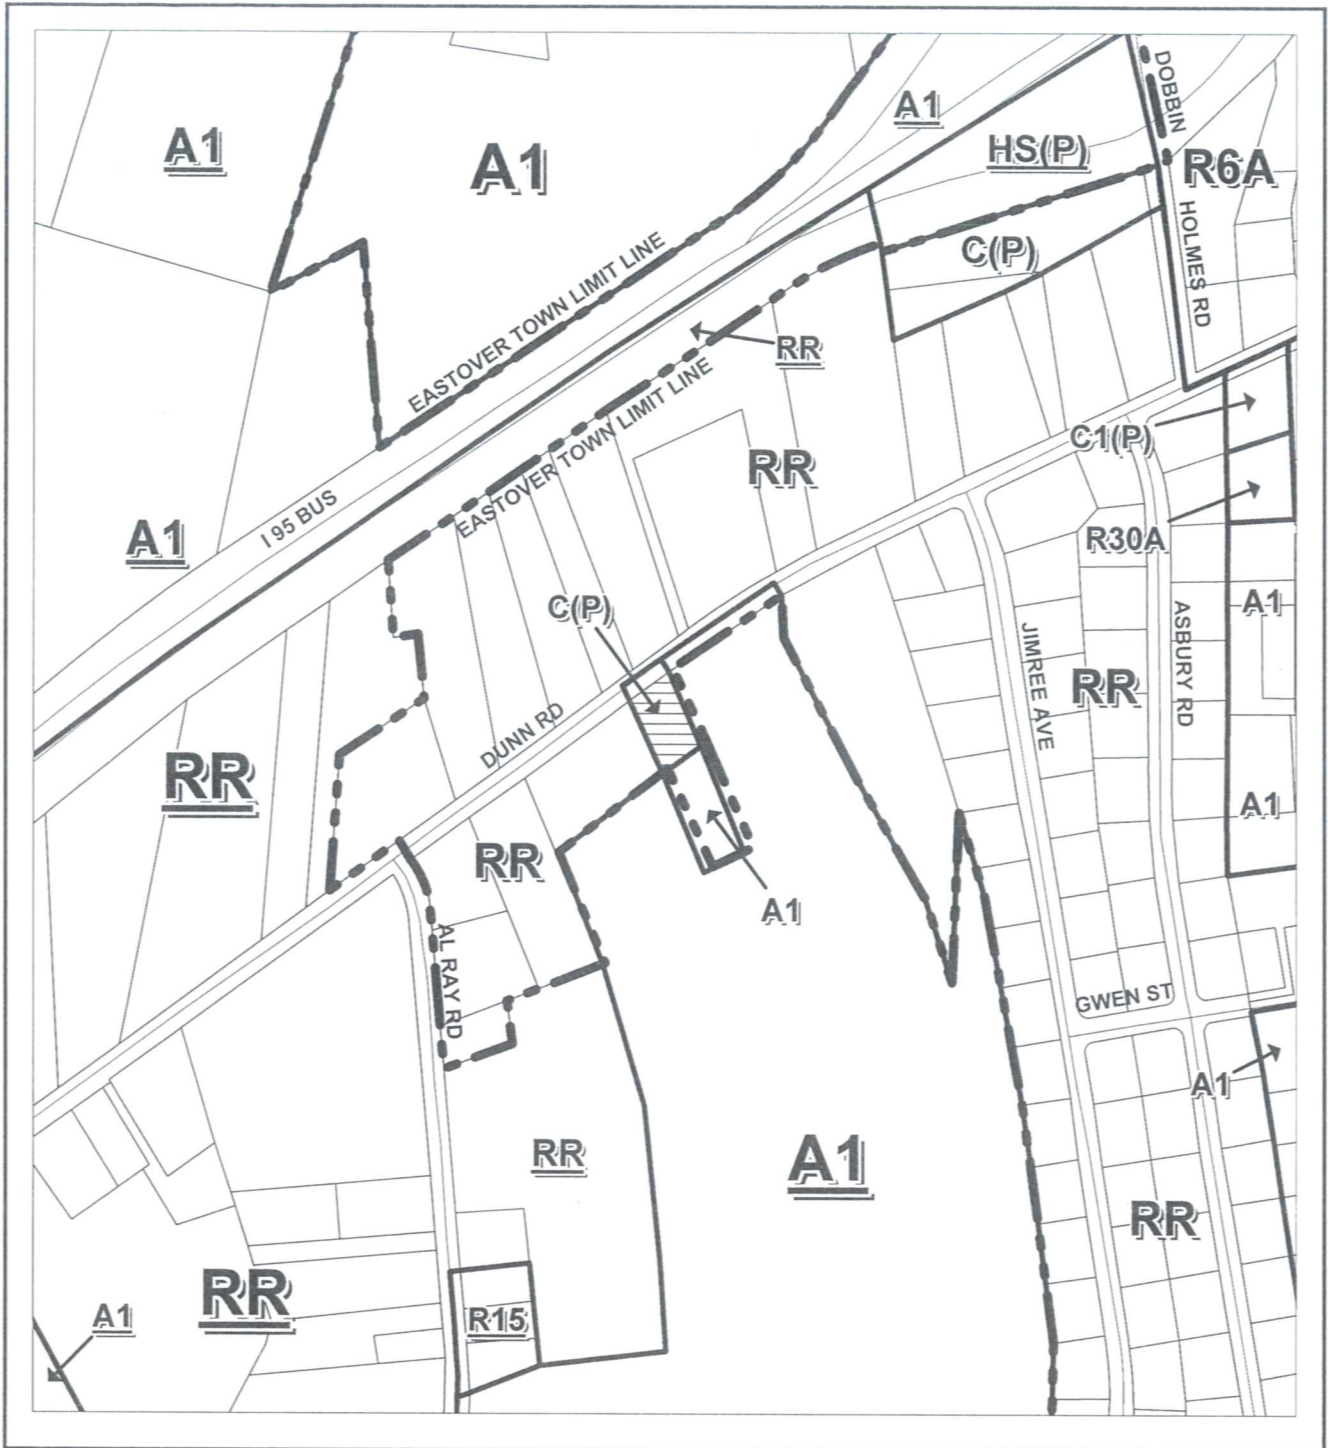 A1
A1
A1
DOBBIN
HS(P)
R6A
C(P)
HOLMES RD
EASTOVER TOWN LIMIT LINE
RR
EASTOVER TOWN LIMIT LINE
C1(P)
RR
I 95 BUS
A1
R30A
C(P)
A1
ASBURY RD
JIMREE AVE
RR
DUNN RD
RR
A1
RR
A1
AL RAY RD
GWEN ST
A1
RR
A1
RR
RR
A1
R15